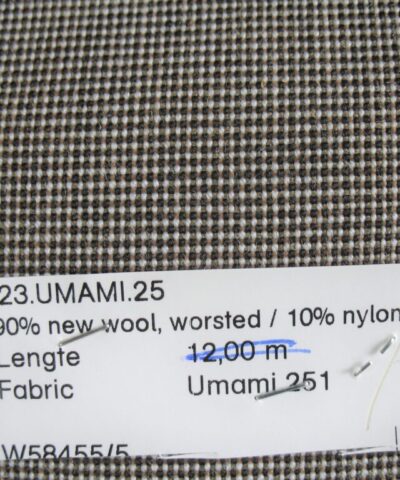 23.UMAMI.25
90% new wool, worsted / 10% nylon
Lengte 12,00 m
Fabric Umami 251
W58455/5